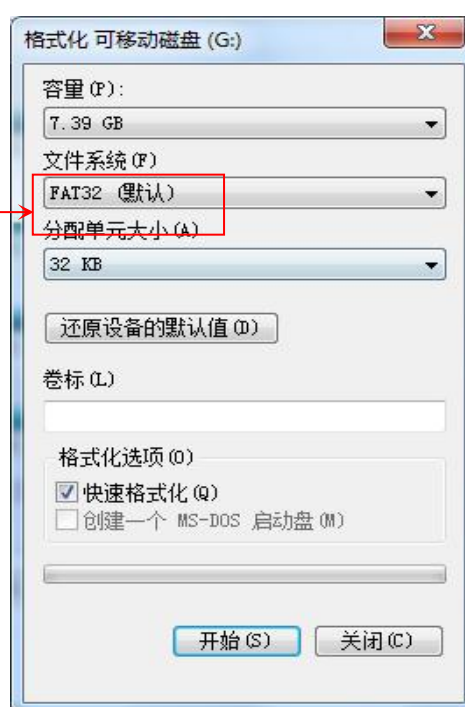 格式化 可移动磁盘 (G:)
容量(P):
7.39 GB
文件系统(F)
FAT32 (默认)
分配单元大小(A)
32 KB
还原设备的默认值(D)
卷标(L)
格式化选项(O)
快速格式化(Q)
创建一个 MS-DOS 启动盘(M)
开始(S) 关闭(C)